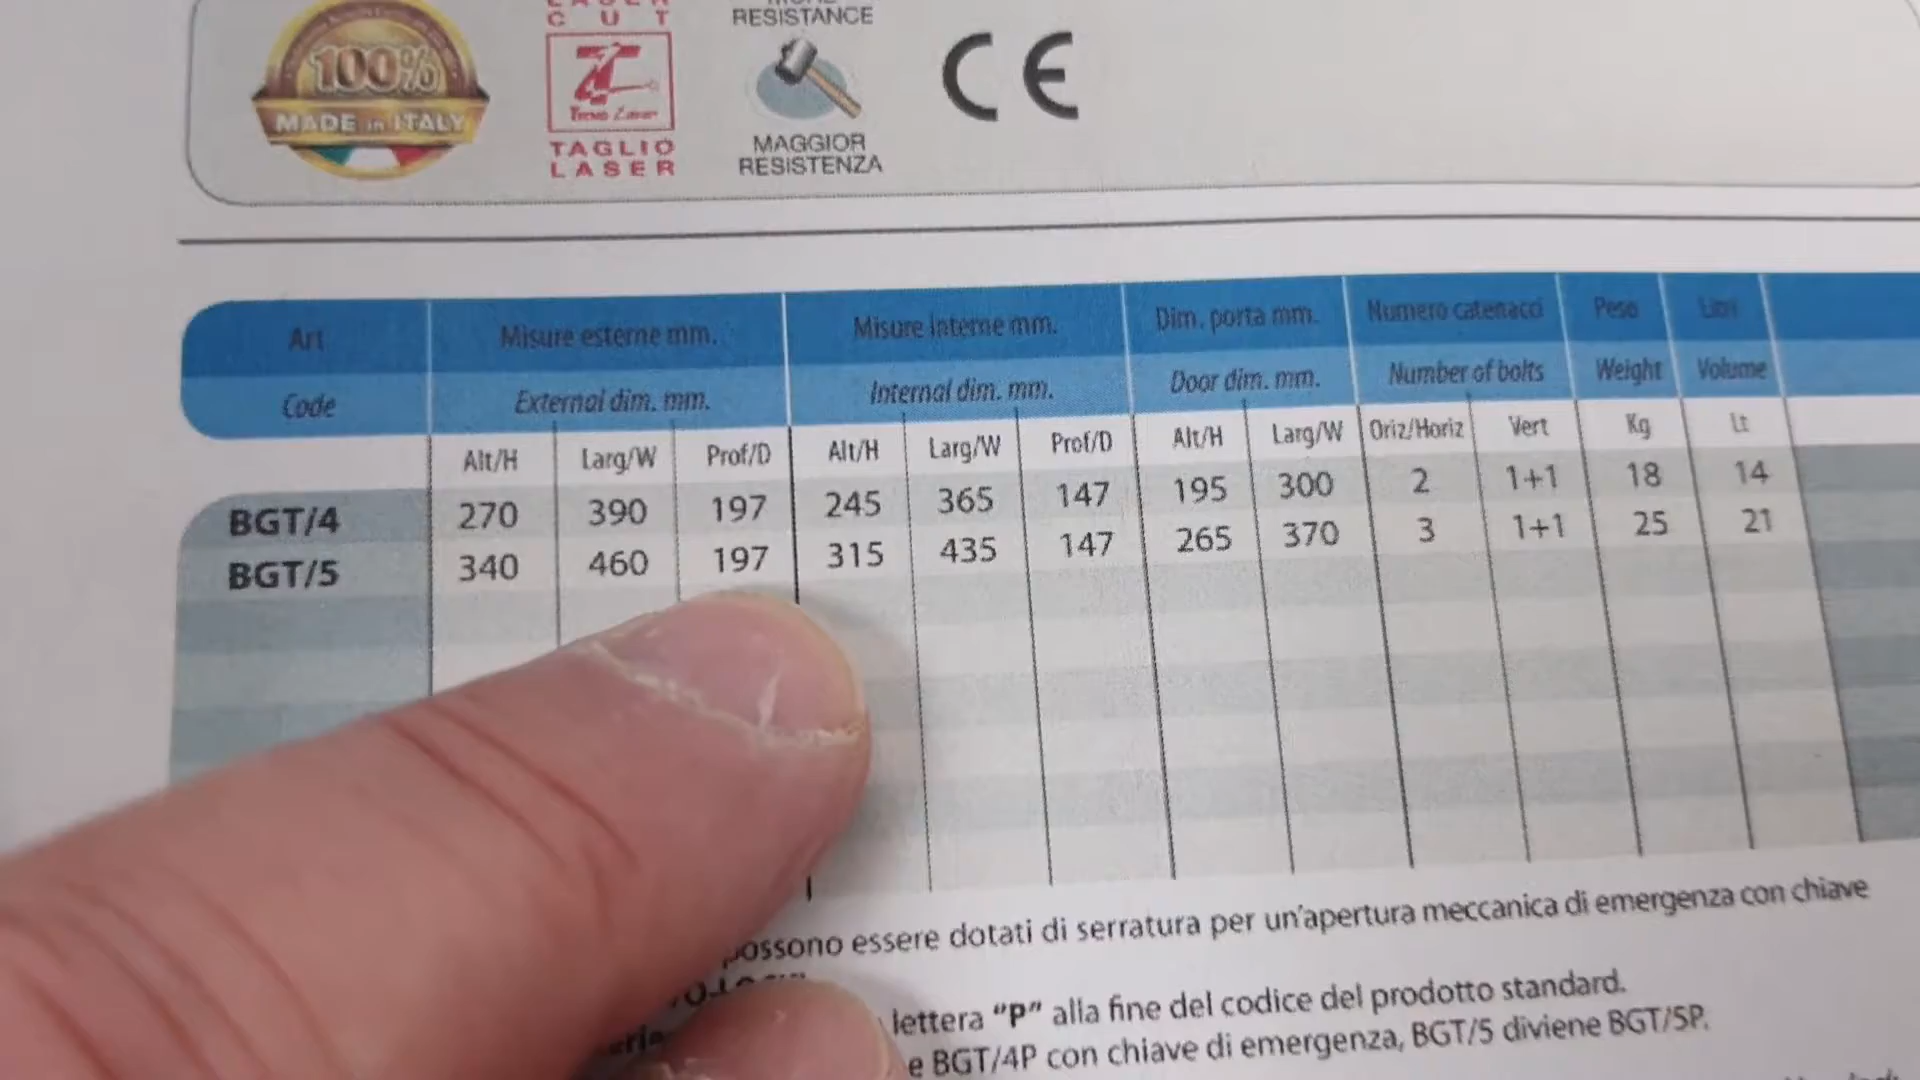 CUT
RESISTANCE
100%
MADE in ITALY
TAGLIO
LASER
MAGGIOR
RESISTENZA
CE
Art Misure esterne mm. Misure interne mm. Dim. porta mm. Numero catenacci Peso Litri
Code External dim. mm. Internal dim. mm. Door dim. mm. Number of bolts Weight Volume
Alt/H Larg/W Prof/D Alt/H Larg/W Prof/D Alt/H Larg/W Oriz/Horiz Vert Kg Lt
BGT/4 270 390 197 245 365 147 195 300 2 1+1 18 14
BGT/5 340 460 197 315 435 147 265 370 3 1+1 25 21
possono essere dotati di serratura per un'apertura meccanica di emergenza con chiave
lettera "P" alla fine del codice del prodotto standard.
e BGT/4P con chiave di emergenza, BGT/5 diviene BGT/5P.